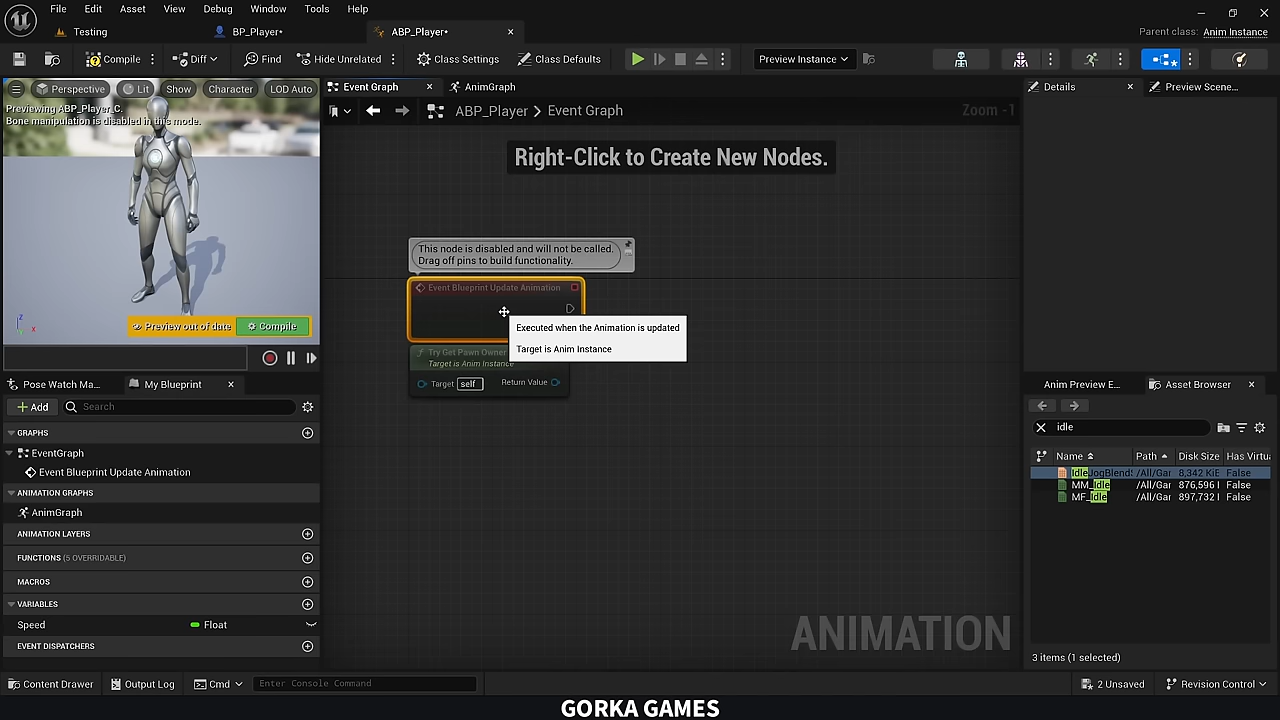 File Edit Asset View Debug Window Tools Help
Testing BP_Player* ABP_Player* Parent class: Anim Instance
Compile Diff Find Hide Unrelated Class Settings Class Defaults Preview Instance
Perspective Lit Show Character LOD Auto
Previewing ABP_Player_C.
Bone manipulation is disabled in this mode.
Preview out of date Compile
Event Graph AnimGraph
ABP_Player > Event Graph Zoom -1
Right-Click to Create New Nodes.
This node is disabled and will not be called.
Drag off pins to build functionality.
Event Blueprint Update Animation
Executed when the Animation is updated
Target is Anim Instance
Try Get Pawn Owner
Target is Anim Instance
Target self Return Value
ANIMATION
Pose Watch Ma... My Blueprint
Add Search
GRAPHS
EventGraph
Event Blueprint Update Animation
ANIMATION GRAPHS
AnimGraph
ANIMATION LAYERS
FUNCTIONS (5 OVERRIDABLE)
MACROS
VARIABLES
Speed Float
EVENT DISPATCHERS
Details Preview Scene...
Anim Preview E... Asset Browser
idle
Name Path Disk Size Has Virtu
IdleJogBlend /All/Gar 8,342 KiE False
MM_Idle /All/Gar 876,596 False
MF_Idle /All/Gar 897,732 False
3 items (1 selected)
Content Drawer Output Log Cmd Enter Console Command 2 Unsaved Revision Control
GORKA GAMES